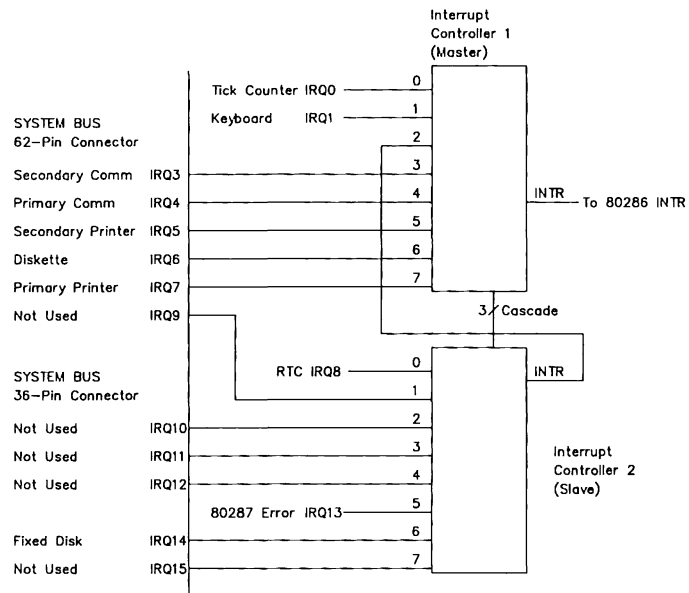 Interrupt
Controller 1
(Master)
0
Tick Counter IRQ0
1
Keyboard IRQ1
2
SYSTEM BUS
62-Pin Connector
3
Secondary Comm IRQ3
4
Primary Comm IRQ4
INTR
To 80286 INTR
5
Secondary Printer IRQ5
6
Diskette IRQ6
7
Primary Printer IRQ7
3 Cascade
Not Used IRQ9
0
RTC IRQ8
INTR
SYSTEM BUS
36-Pin Connector
1
2
Not Used IRQ10
3
Not Used IRQ11
Interrupt
Controller 2
(Slave)
4
Not Used IRQ12
5
80287 Error IRQ13
6
Fixed Disk IRQ14
7
Not Used IRQ15